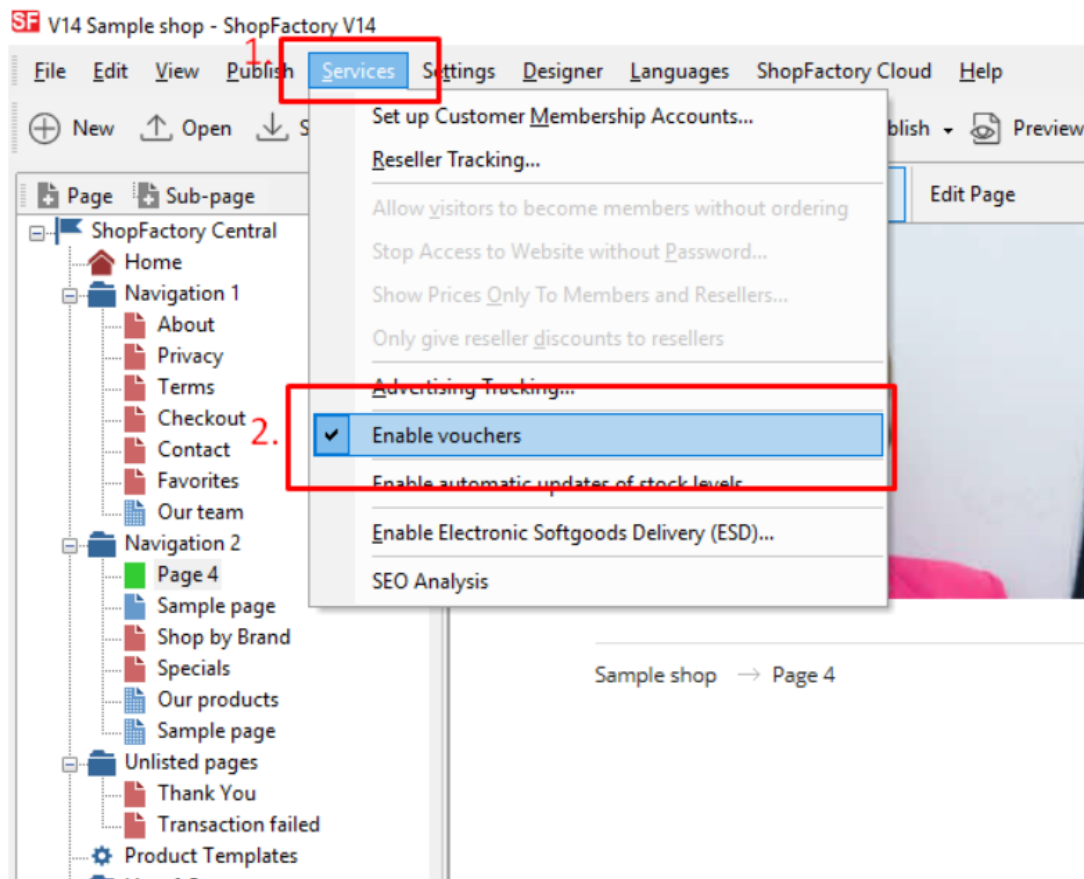 SF V14 Sample shop - ShopFactory V14
1.
File Edit View Publish Services Settings Designer Languages ShopFactory Cloud Help
New Open S blish Preview
Set up Customer Membership Accounts...
Reseller Tracking...
Allow visitors to become members without ordering
Stop Access to Website without Password...
Show Prices Only To Members and Resellers...
Only give reseller discounts to resellers
Advertising Tracking...
2.
Enable vouchers
Enable automatic updates of stock levels
Enable Electronic Softgoods Delivery (ESD)...
SEO Analysis
Page Sub-page
Edit Page
ShopFactory Central
Home
Navigation 1
About
Privacy
Terms
Checkout
Contact
Favorites
Our team
Navigation 2
Page 4
Sample page
Shop by Brand
Specials
Our products
Sample page
Unlisted pages
Thank You
Transaction failed
Product Templates
Sample shop → Page 4